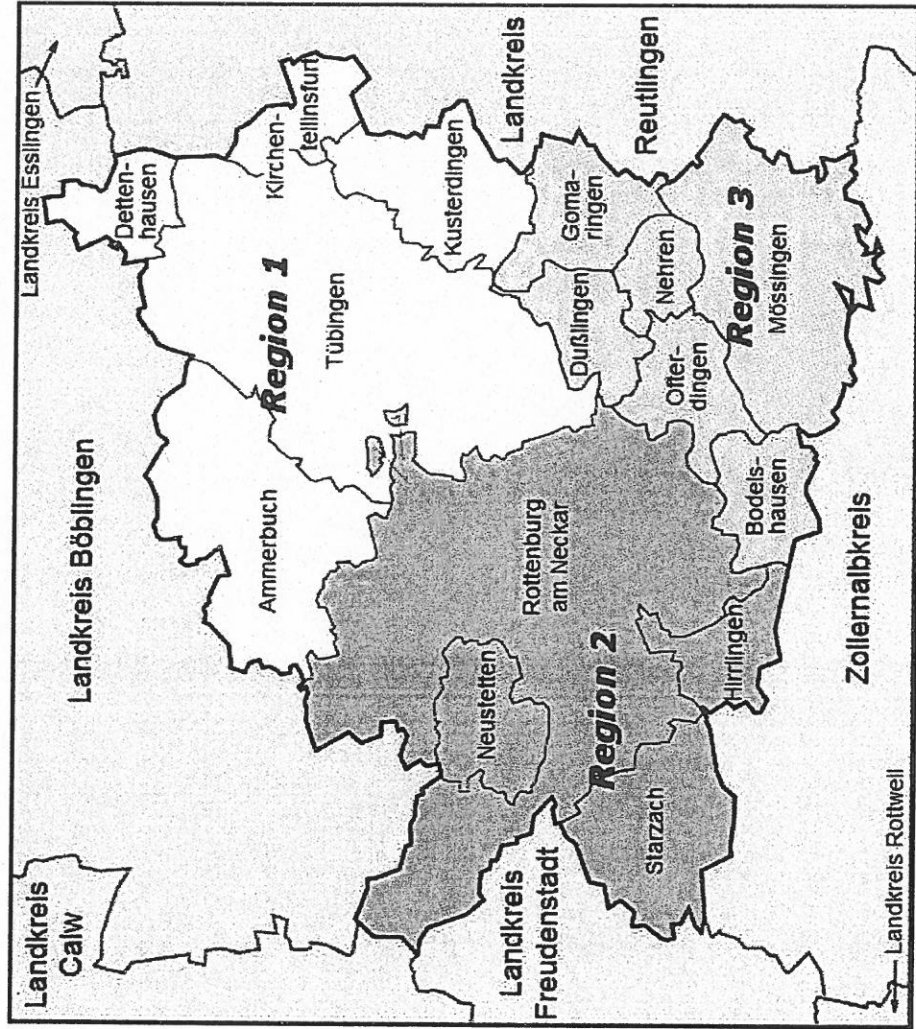 Landkreis
Calw
Landkreis Böblingen
Landkreis Esslingen
Detten-
hausen
Kirchen-
tellinsfurt
Region 1
Tübingen
Ammerbuch
Kusterdingen
Landkreis
Reutlingen
Goma-
ringen
Dußlingen
Nehren
Ofter-
dingen
Region 3
Mössingen
Bodels-
hausen
Rottenburg
am Neckar
Neustetten
Region 2
Hirrlingen
Starzach
Landkreis
Freudenstadt
Zollernalbkreis
Landkreis Rottweil